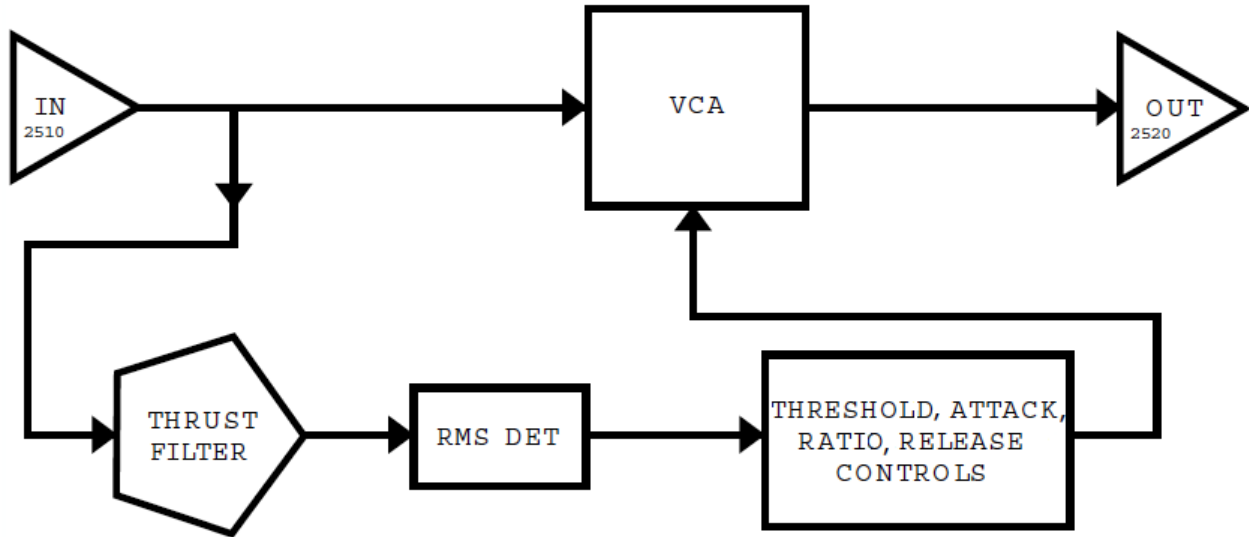 IN
2510
VCA
OUT
2520
THRUST
FILTER
RMS DET
THRESHOLD, ATTACK,
RATIO, RELEASE
CONTROLS